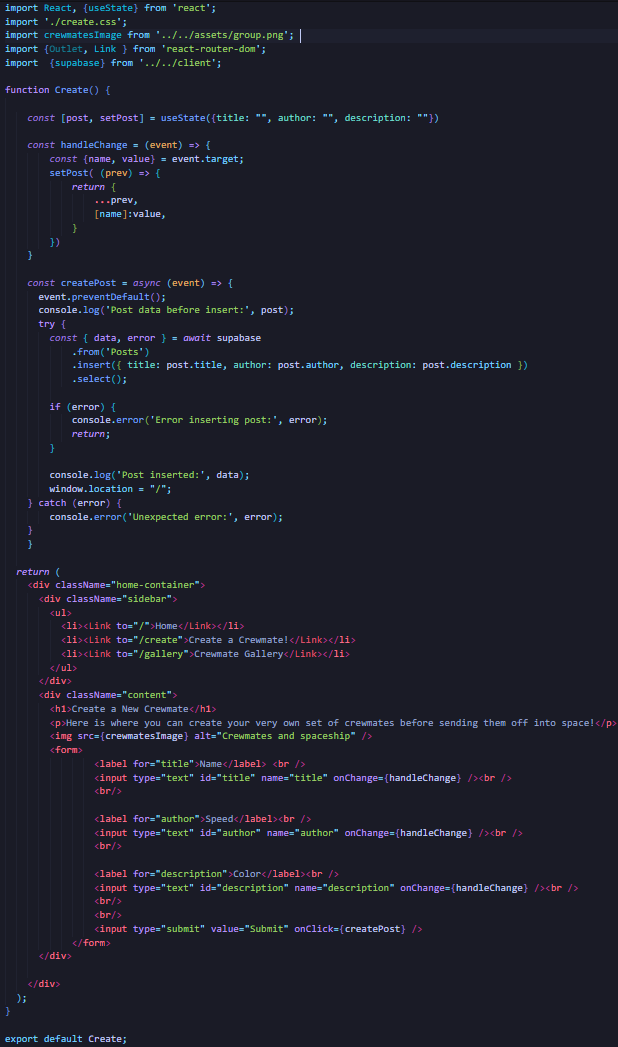 import React, {useState} from 'react';
import './create.css';
import crewmatesImage from '../../assets/group.png';
import {Outlet, Link } from 'react-router-dom';
import  {supabase} from '../../client';

function Create() {

    const [post, setPost] = useState({title: "", author: "", description: ""})

    const handleChange = (event) => {
        const {name, value} = event.target;
        setPost( (prev) => {
            return {
                ...prev,
                [name]:value,
            }
        })
    }

    const createPost = async (event) => {
      event.preventDefault();
      console.log('Post data before insert:', post);
      try {
        const { data, error } = await supabase
            .from('Posts')
            .insert({ title: post.title, author: post.author, description: post.description })
            .select();

        if (error) {
            console.error('Error inserting post:', error);
            return;
        }

        console.log('Post inserted:', data);
        window.location = "/";
    } catch (error) {
        console.error('Unexpected error:', error);
    }
    }

  return (
    <div className="home-container">
      <div className="sidebar">
        <ul>
          <li><Link to="/">Home</Link></li>
          <li><Link to="/create">Create a Crewmate!</Link></li>
          <li><Link to="/gallery">Crewmate Gallery</Link></li>
        </ul>
      </div>
      <div className="content">
        <h1>Create a New Crewmate</h1>
        <p>Here is where you can create your very own set of crewmates before sending them off into space!</p>
        <img src={crewmatesImage} alt="Crewmates and spaceship" />
        <form>
                <label for="title">Name</label> <br />
                <input type="text" id="title" name="title" onChange={handleChange} /><br />
                <br/>

                <label for="author">Speed</label><br />
                <input type="text" id="author" name="author" onChange={handleChange} /><br />
                <br/>

                <label for="description">Color</label><br />
                <input type="text" id="description" name="description" onChange={handleChange} /><br />
                <br/>
                <br/>
                <input type="submit" value="Submit" onClick={createPost} />
            </form>
      </div>

    </div>
  );
}

export default Create;